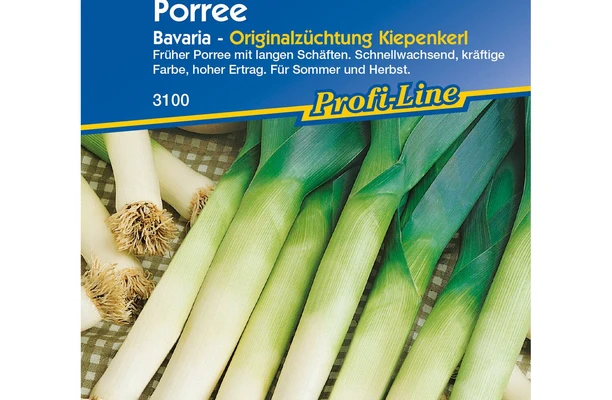 Porree
Bavaria - Originalzüchtung Kiepenkerl
Früher Porree mit langen Schäften. Schnellwachsend, kräftige
Farbe, hoher Ertrag. Für Sommer und Herbst.
3100
Profi-Line